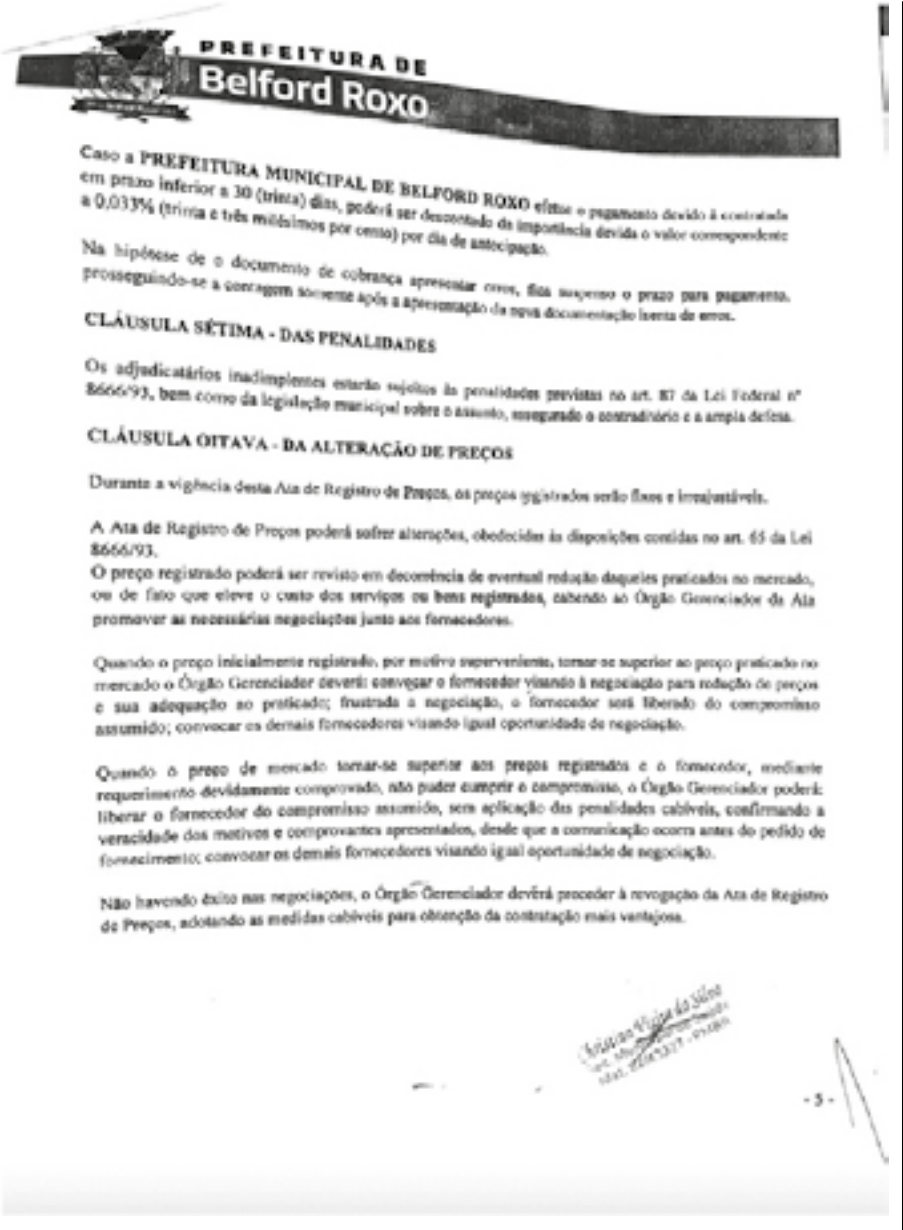 PREFEITURA DE
Belford Roxo
Caso a PREFEITURA MUNICIPAL DE BELFORD ROXO efetue o pagamento devido à contratada
em prazo inferior a 30 (trinta) dias, poderá ser descontado da importância devida o valor correspondente
a 0,033% (trinta e três milésimos por cento) por dia de antecipação.
Na hipótese de o documento de cobrança apresentar erros, fica suspenso o prazo para pagamento,
prosseguindo-se a contagem somente após a apresentação da nova documentação isenta de erros.
CLÁUSULA SÉTIMA - DAS PENALIDADES
Os adjudicatários inadimplentes estarão sujeitos às penalidades previstas no art. 87 da Lei Federal nº
8666/93, bem como da legislação municipal sobre o assunto, assegurado o contraditório e a ampla defesa.
CLÁUSULA OITAVA - DA ALTERAÇÃO DE PREÇOS
Durante a vigência desta Ata de Registro de Preços, os preços registrados serão fixos e irreajustáveis.
A Ata de Registro de Preços poderá sofrer alterações, obedecidas às disposições contidas no art. 65 da Lei
8666/93.
O preço registrado poderá ser revisto em decorrência de eventual redução daqueles praticados no mercado,
ou de fato que eleve o custo dos serviços ou bens registrados, cabendo ao Órgão Gerenciador da Ata
promover as necessárias negociações junto aos fornecedores.
Quando o preço inicialmente registrado, por motivo superveniente, tornar-se superior ao preço praticado no
mercado o Órgão Gerenciador deverá: convocar o fornecedor visando à negociação para redução de preços
e sua adequação ao praticado; frustrada a negociação, o fornecedor será liberado do compromisso
assumido; convocar os demais fornecedores visando igual oportunidade de negociação.
Quando o preço de mercado tornar-se superior aos preços registrados e o fornecedor, mediante
requerimento devidamente comprovado, não puder cumprir o compromisso, o Órgão Gerenciador poderá:
liberar o fornecedor do compromisso assumido, sem aplicação das penalidades cabíveis, confirmando a
veracidade dos motivos e comprovantes apresentados, desde que a comunicação ocorra antes do pedido de
fornecimento; convocar os demais fornecedores visando igual oportunidade de negociação.
Não havendo êxito nas negociações, o Órgão Gerenciador deverá proceder à revogação da Ata de Registro
de Preços, adotando as medidas cabíveis para obtenção da contratação mais vantajosa.
da Silva
- 5 -